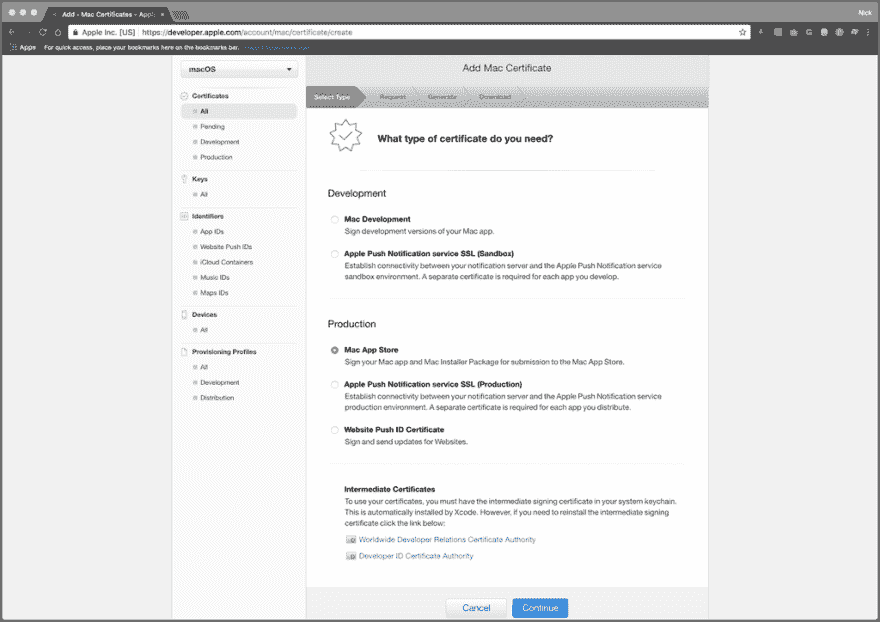 Add - Mac Certificates - Appl
Nick
Apple Inc. [US]
https://developer.apple.com/account/mac/certificate/create
Apps
For quick access, place your bookmarks here on the bookmarks bar.
macOS
Certificates
All
Pending
Development
Production
Keys
All
Identifiers
App IDs
Website Push IDs
iCloud Containers
Music IDs
Maps IDs
Devices
All
Provisioning Profiles
All
Development
Distribution
Add Mac Certificate
Select Type
Request
Generate
Download
What type of certificate do you need?
Development
Mac Development
Sign development versions of your Mac app.
Apple Push Notification service SSL (Sandbox)
Establish connectivity between your notification server and the Apple Push Notification service
sandbox environment. A separate certificate is required for each app you develop.
Production
Mac App Store
Sign your Mac app and Mac Installer Package for submission to the Mac App Store.
Apple Push Notification service SSL (Production)
Establish connectivity between your notification server and the Apple Push Notification service
production environment. A separate certificate is required for each app you distribute.
Website Push ID Certificate
Sign and send updates for Websites.
Intermediate Certificates
To use your certificates, you must have the intermediate signing certificate in your system keychain.
This is automatically installed by Xcode. However, if you need to reinstall the intermediate signing
certificate click the link below:
Worldwide Developer Relations Certificate Authority
Developer ID Certificate Authority
Cancel
Continue